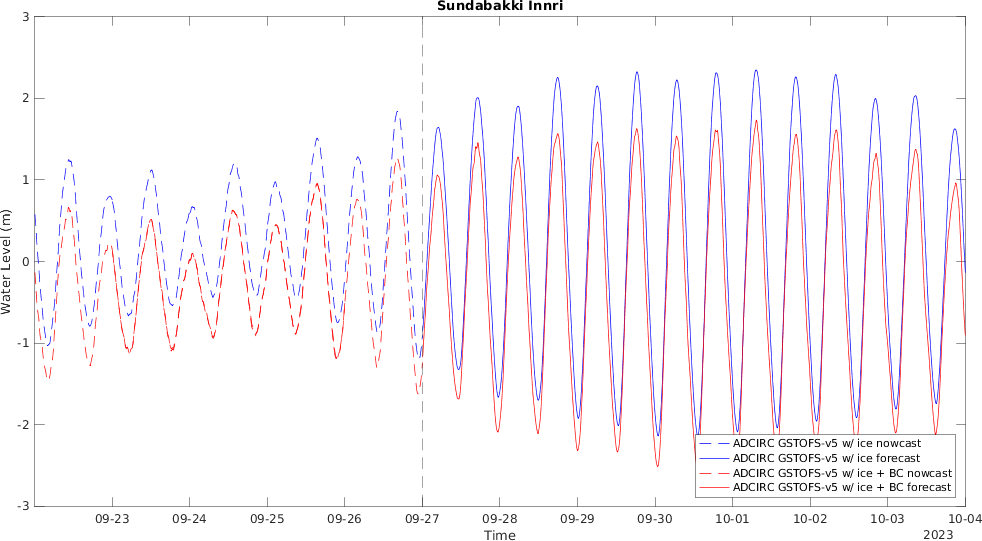 Sundabakki Innri
3
2
1
0
-1
-2
-3
Water Level (m)
09-23
09-24
09-25
09-26
09-27
09-28
09-29
09-30
10-01
10-02
10-03
10-04
Time
2023
ADCIRC GSTOFS-v5 w/ ice nowcast
ADCIRC GSTOFS-v5 w/ ice forecast
ADCIRC GSTOFS-v5 w/ ice + BC nowcast
ADCIRC GSTOFS-v5 w/ ice + BC forecast